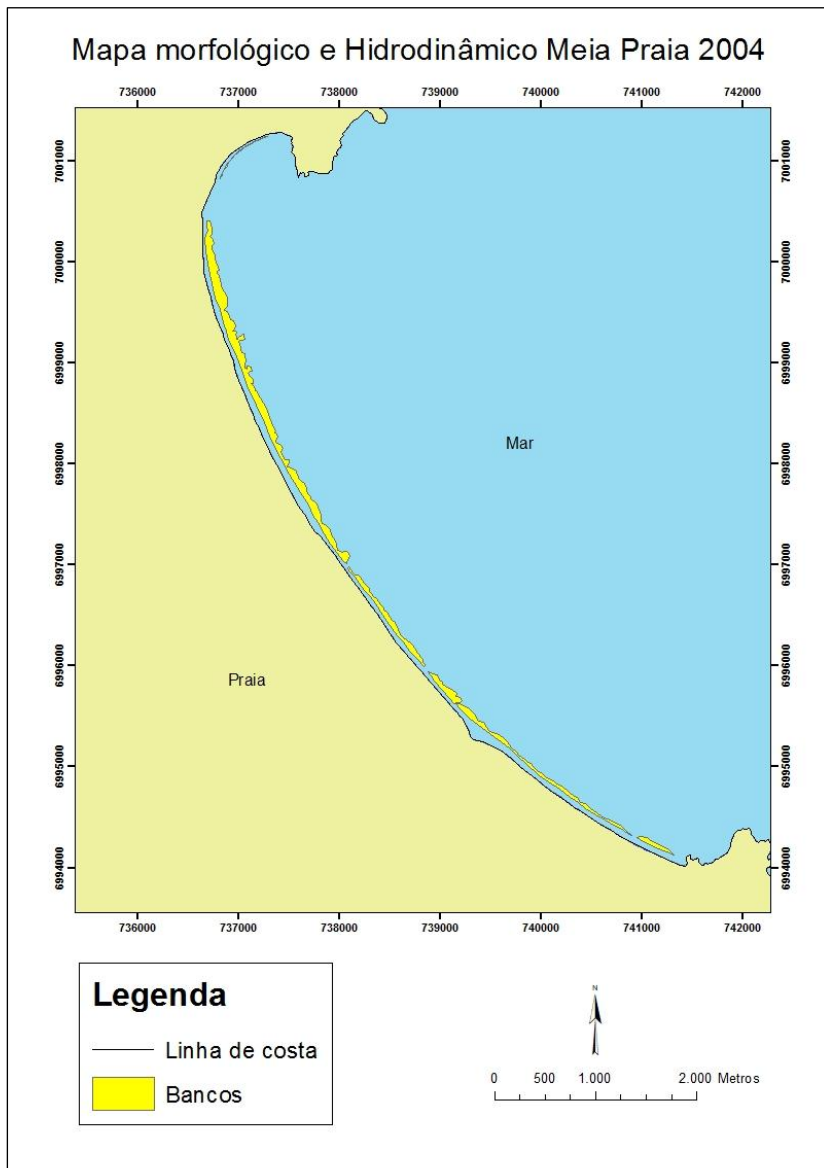 Mapa morfológico e Hidrodinâmico Meia Praia 2004
736000 737000 738000 739000 740000 741000 742000
7001000 7001000
7000000 7000000
6999000 6999000
6998000 6998000
Mar
6997000 6997000
6996000 6996000
Praia
6995000 6995000
6994000 6994000
736000 737000 738000 739000 740000 741000 742000
Legenda
Linha de costa
Bancos
N
0 500 1.000 2.000 Metros